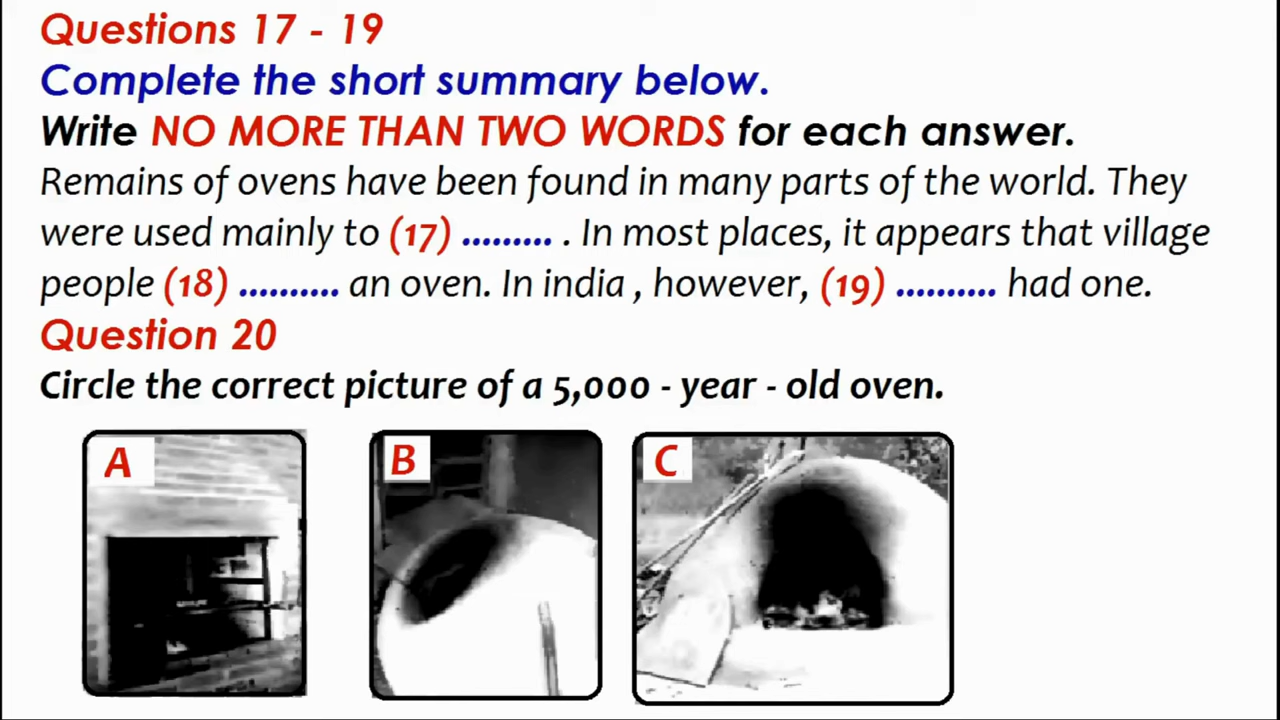 Questions 17 - 19
Complete the short summary below.
Write NO MORE THAN TWO WORDS for each answer.
Remains of ovens have been found in many parts of the world. They
were used mainly to (17) ......... . In most places, it appears that village
people (18) .......... an oven. In india , however, (19) .......... had one.
Question 20
Circle the correct picture of a 5,000 - year - old oven.
A B C